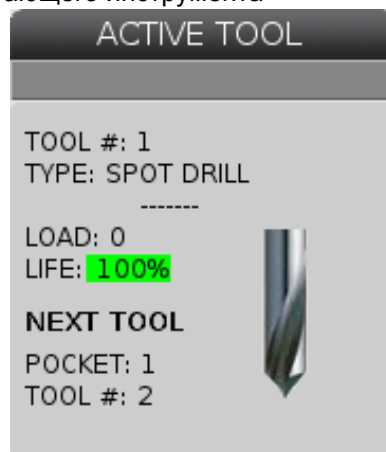 ACTIVE TOOL
TOOL #: 1
TYPE: SPOT DRILL
-------
LOAD: 0
LIFE: 100%
NEXT TOOL
POCKET: 1
TOOL #: 2